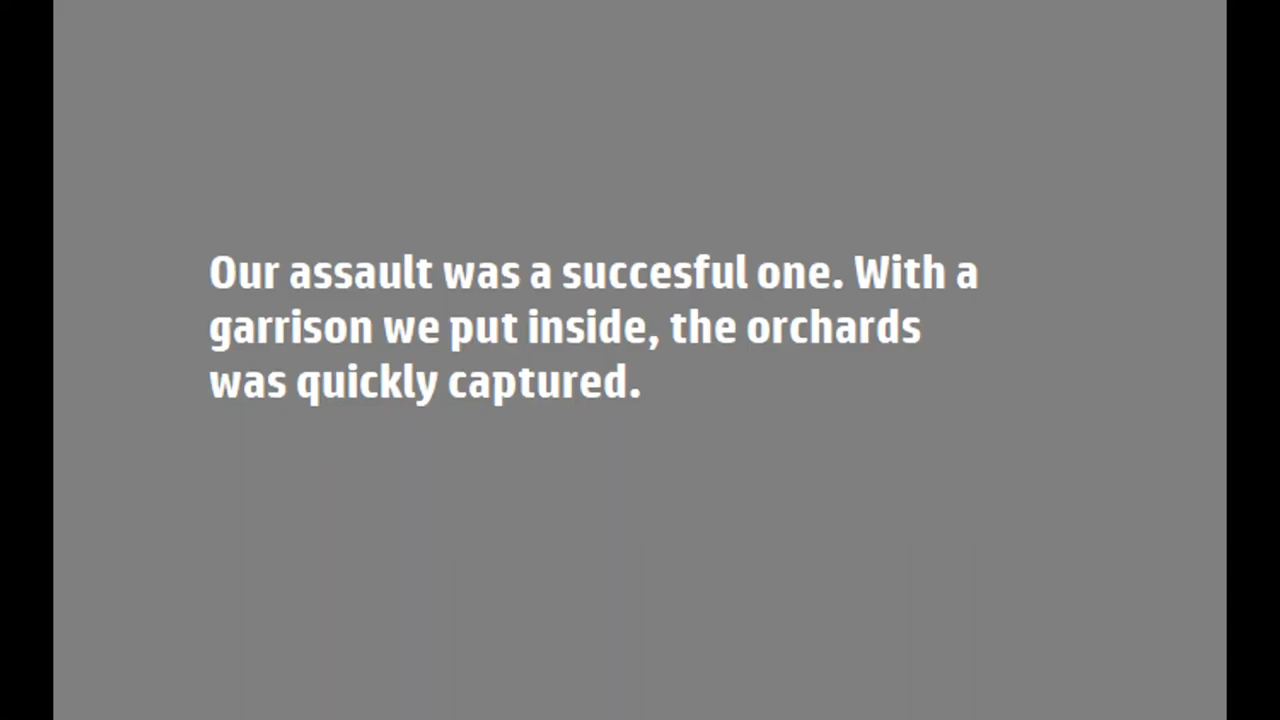 Our assault was a succesful one. With a
garrison we put inside, the orchards
was quickly captured.